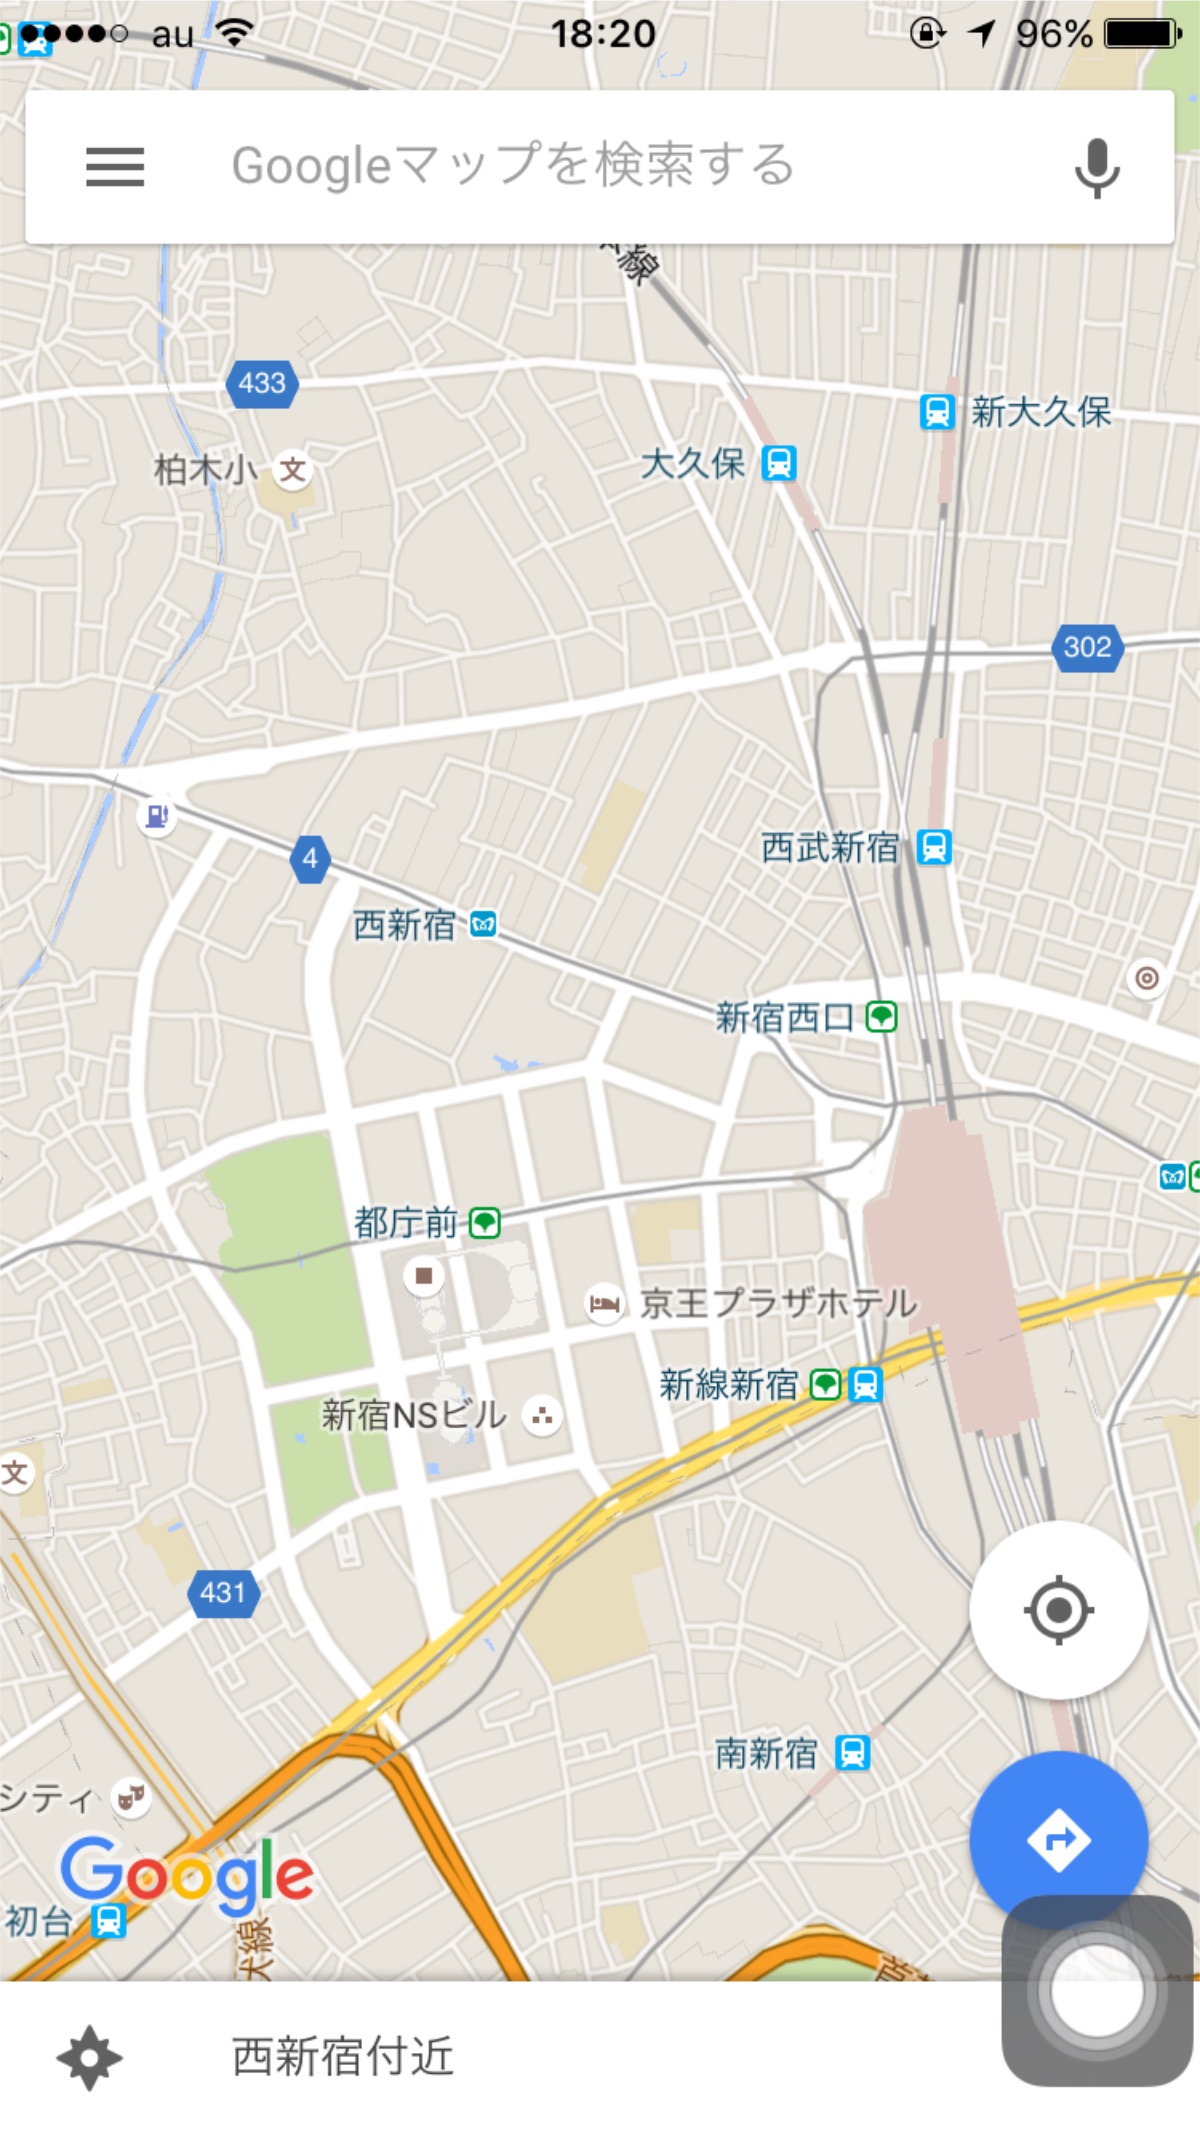 au
18:20
96%
Googleマップを検索する
線
433
新大久保
柏木小
文
大久保
302
西武新宿
4
西新宿
新宿西口
都庁前
京王プラザホテル
新線新宿
新宿NSビル
文
431
南新宿
シティ
Google
初台
西新宿付近